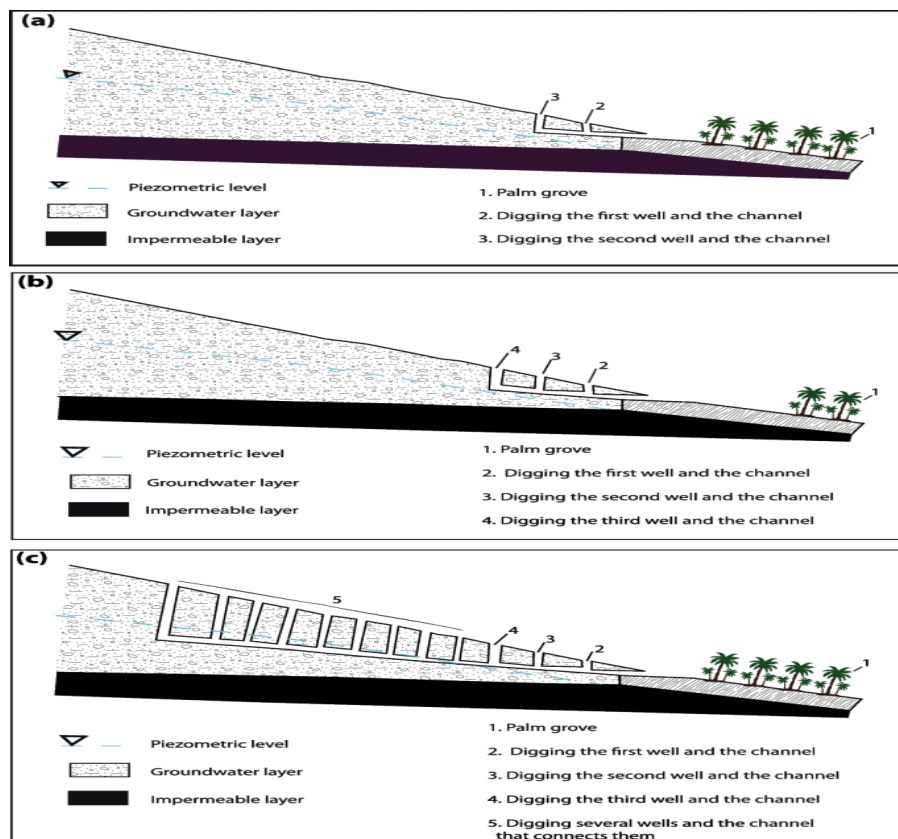 (a)
3
2
1
Piezometric level
Groundwater layer
Impermeable layer
1. Palm grove
2. Digging the first well and the channel
3. Digging the second well and the channel
(b)
4
3
2
1
Piezometric level
Groundwater layer
Impermeable layer
1. Palm grove
2. Digging the first well and the channel
3. Digging the second well and the channel
4. Digging the third well and the channel
(c)
5
4
3
2
1
Piezometric level
Groundwater layer
Impermeable layer
1. Palm grove
2. Digging the first well and the channel
3. Digging the second well and the channel
4. Digging the third well and the channel
5. Digging several wells and the channel
that connects them